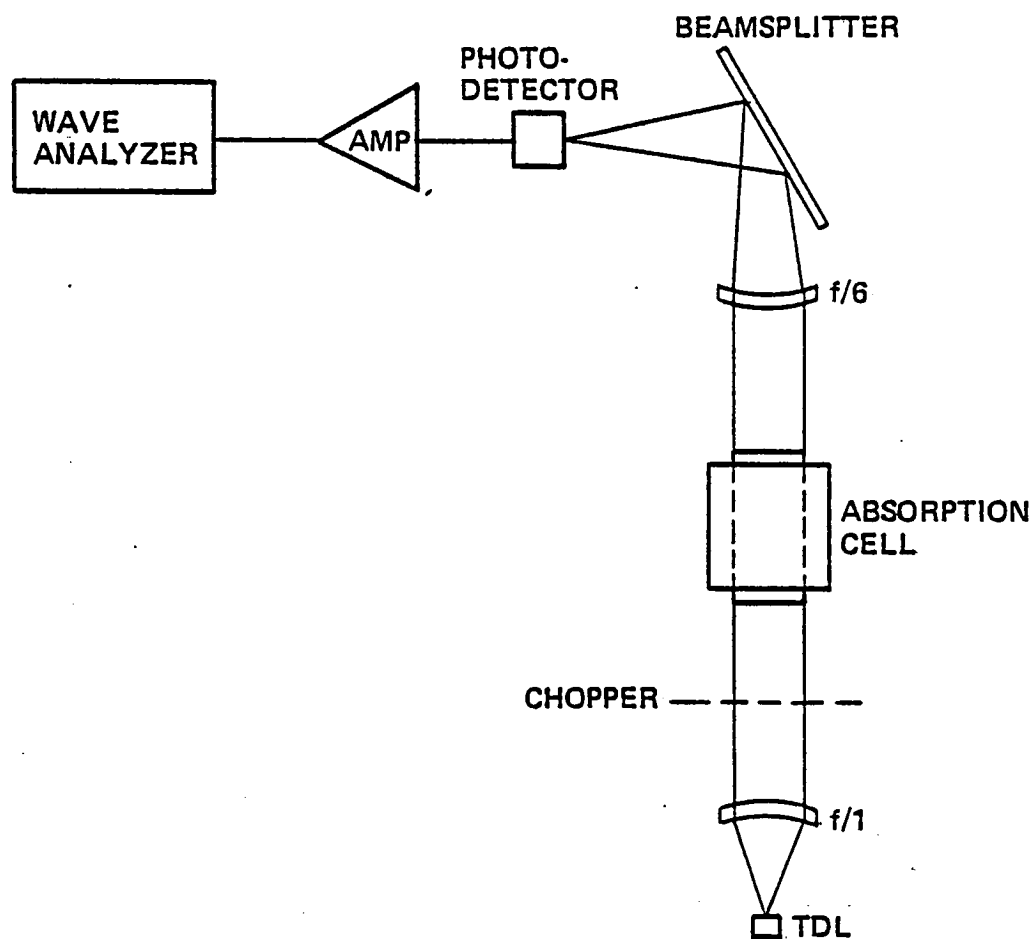 BEAMSPLITTER
PHOTO-
DETECTOR
WAVE
ANALYZER
AMP
f/6
ABSORPTION
CELL
CHOPPER
f/1
TDL